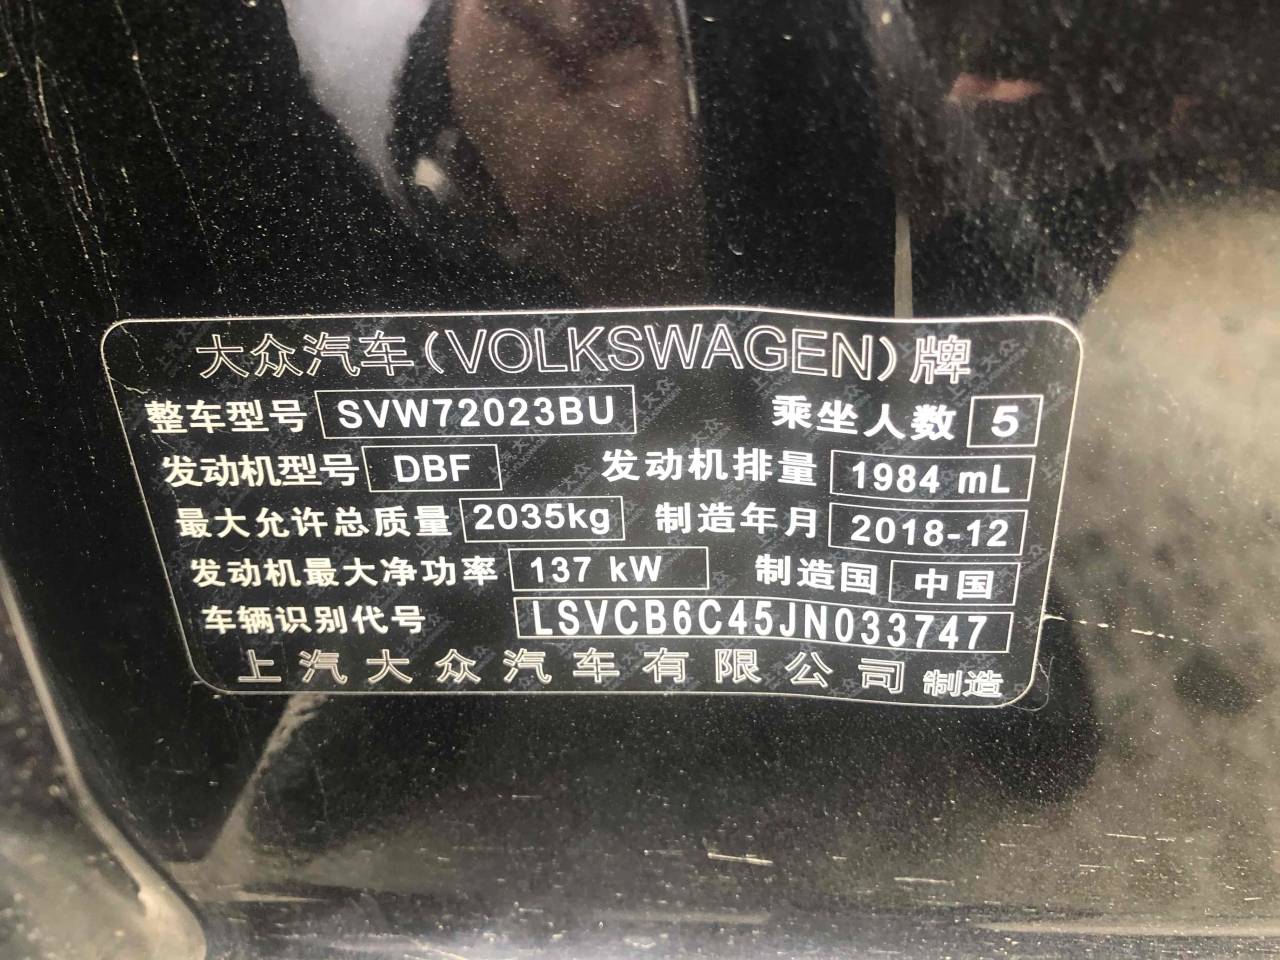 大众汽车(VOLKSWAGEN)牌
整车型号 SVW72023BU 乘坐人数 5
发动机型号 DBF 发动机排量 1984 mL
最大允许总质量 2035kg 制造年月 2018-12
发动机最大净功率 137 kW 制造国 中国
车辆识别代号 LSVCB6C45JN033747
上汽大众汽车有限公司 制造